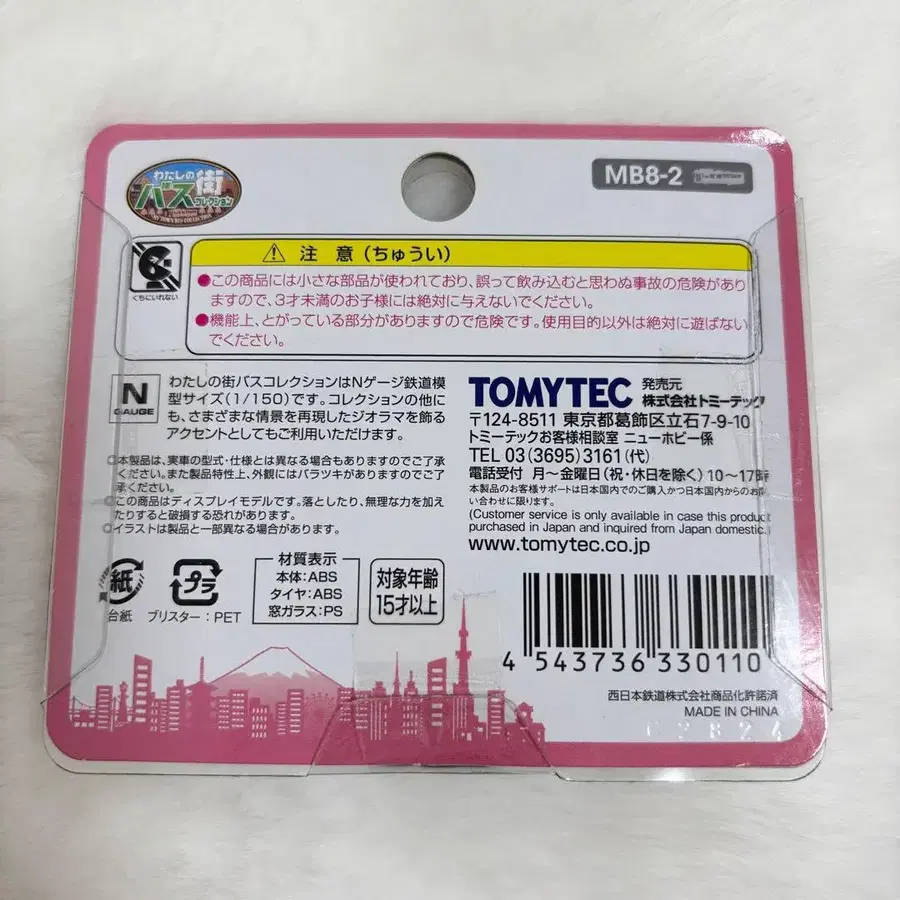 わたしの
バス街
コレクション
MY TOWN BUS COLLECTION
MB8-2
くちにいれない
注 意 (ちゅうい)
●この商品には小さな部品が使われており、誤って飲み込むと思わぬ事故の危険があり
ますので、3才未満のお子様には絶対に与えないでください。
●機能上、とがっている部分がありますので危険です。使用目的以外は絶対に遊ばない
でください。
N
GAUGE
わたしの街バスコレクションはNゲージ鉄道模
型サイズ(1/150)です。コレクションの他に
も、さまざまな情景を再現したジオラマを飾る
アクセントとしてもご利用いただけます。
○本製品は、実車の型式・仕様とは異なる場合もありますのでご了承
ください。また製品特性上、外観にはバラツキがありますのでご了
承ください。
○この商品はディスプレイモデルです。落としたり、無理な力を加え
たりすると破損する恐れがあります。
○イラストは製品と一部異なる場合があります。
TOMYTEC
発売元
株式会社トミーテック
〒124-8511 東京都葛飾区立石7-9-10
トミーテックお客様相談室 ニューホビー係
TEL 03(3695)3161(代)
電話受付 月〜金曜日(祝・休日を除く)10〜17時
本製品のお客様サポートは日本国内でのご購入かつ日本国内からのお問
い合わせに限ります。
(Customer service is only available in case this product
purchased in Japan and inquired from Japan domestic.)
www.tomytec.co.jp
紙
台紙
プラ
ブリスター:PET
材質表示
本体:ABS
タイヤ:ABS
窓ガラス:PS
対象年齢
15才以上
4 543736 330110
西日本鉄道株式会社商品化許諾済
MADE IN CHINA